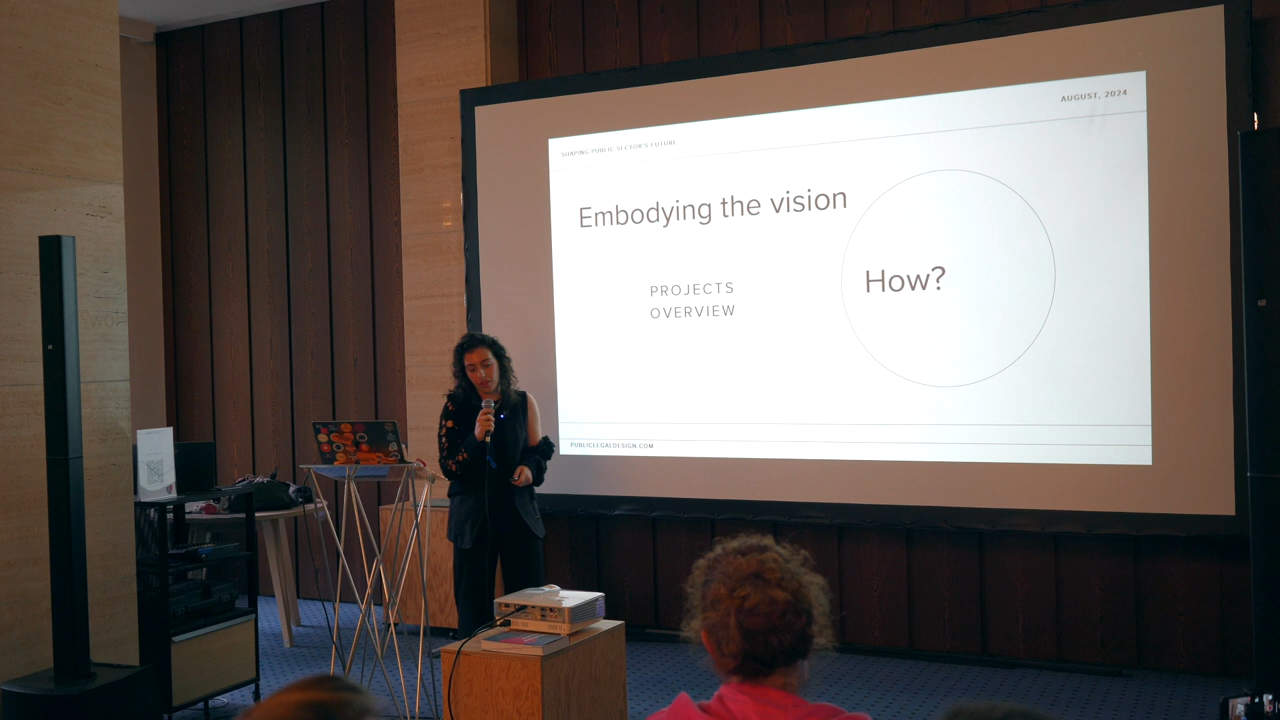 SHAPING PUBLIC SECTOR'S FUTURE
AUGUST, 2024
Embodying the vision
How?
PROJECTS
OVERVIEW
PUBLICLEGALDESIGN.COM